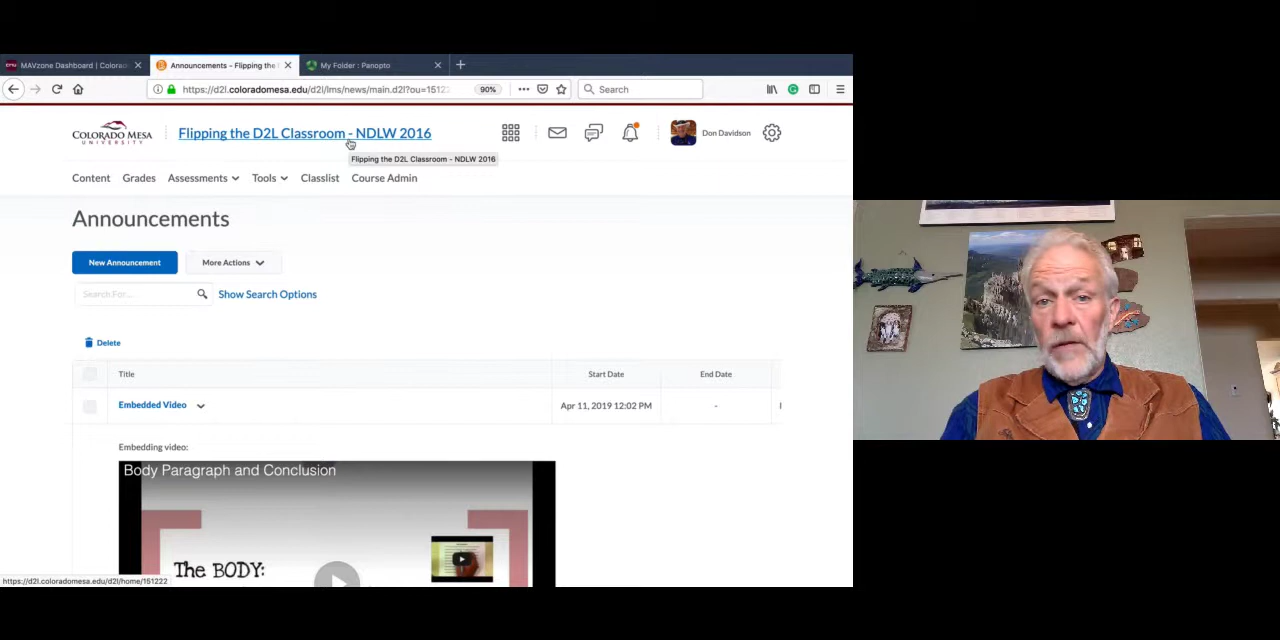 MAVzone Dashboard | Colorad
Announcements - Flipping the
My Folder : Panopto
https://d2l.coloradomesa.edu/d2l/lms/news/main.d2l?ou=15122
90%
Search
COLORADO MESA
UNIVERSITY
Flipping the D2L Classroom - NDLW 2016
Don Davidson
Flipping the D2L Classroom - NDLW 2016
Content Grades Assessments Tools Classlist Course Admin
Announcements
New Announcement More Actions
Search For...
Show Search Options
Delete
Title Start Date End Date
Embedded Video Apr 11, 2019 12:02 PM -
Embedding video:
Body Paragraph and Conclusion
The BODY:
https://d2l.coloradomesa.edu/d2l/home/151222